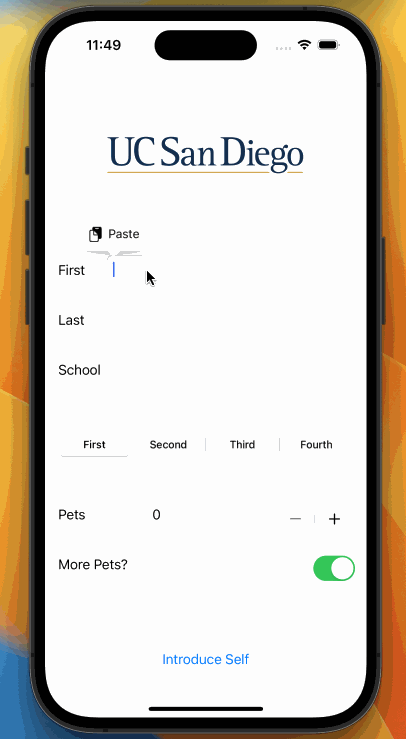 11:49
UC San Diego
Paste
First
Last
School
First Second Third Fourth
Pets 0 − +
More Pets?
Introduce Self